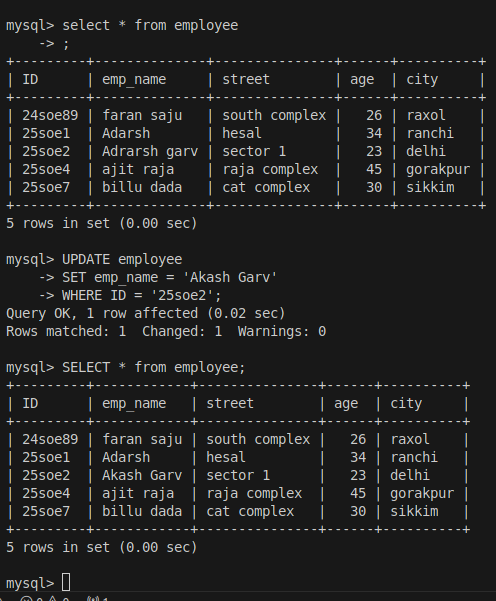 mysql> select * from employee
    -> ;
+---------+--------------+---------------+------+----------+
| ID      | emp_name     | street        | age  | city     |
+---------+--------------+---------------+------+----------+
| 24soe89 | faran saju   | south complex |   26 | raxol    |
| 25soe1  | Adarsh       | hesal         |   34 | ranchi   |
| 25soe2  | Adrarsh garv | sector 1      |   23 | delhi    |
| 25soe4  | ajit raja    | raja complex  |   45 | gorakpur |
| 25soe7  | billu dada   | cat complex   |   30 | sikkim   |
+---------+--------------+---------------+------+----------+
5 rows in set (0.00 sec)

mysql> UPDATE employee
    -> SET emp_name = 'Akash Garv'
    -> WHERE ID = '25soe2';
Query OK, 1 row affected (0.02 sec)
Rows matched: 1  Changed: 1  Warnings: 0

mysql> SELECT * from employee;
+---------+------------+---------------+------+----------+
| ID      | emp_name   | street        | age  | city     |
+---------+------------+---------------+------+----------+
| 24soe89 | faran saju | south complex |   26 | raxol    |
| 25soe1  | Adarsh     | hesal         |   34 | ranchi   |
| 25soe2  | Akash Garv | sector 1      |   23 | delhi    |
| 25soe4  | ajit raja  | raja complex  |   45 | gorakpur |
| 25soe7  | billu dada | cat complex   |   30 | sikkim   |
+---------+------------+---------------+------+----------+
5 rows in set (0.00 sec)

mysql>